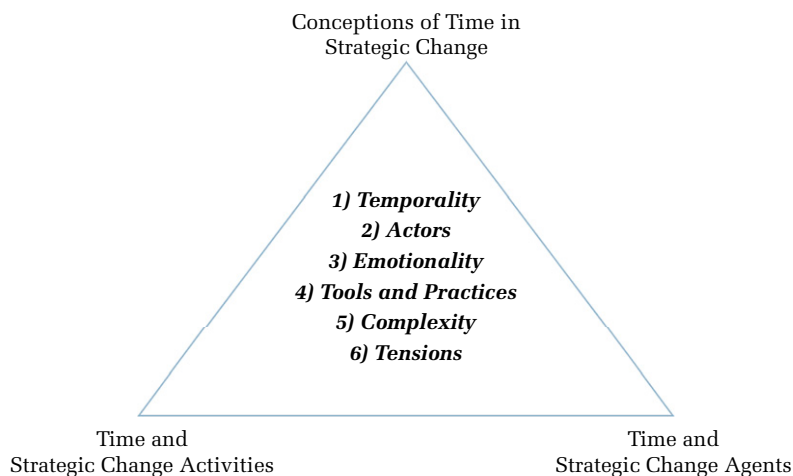 Conceptions of Time in
Strategic Change
1) Temporality
2) Actors
3) Emotionality
4) Tools and Practices
5) Complexity
6) Tensions
Time and
Strategic Change Activities
Time and
Strategic Change Agents